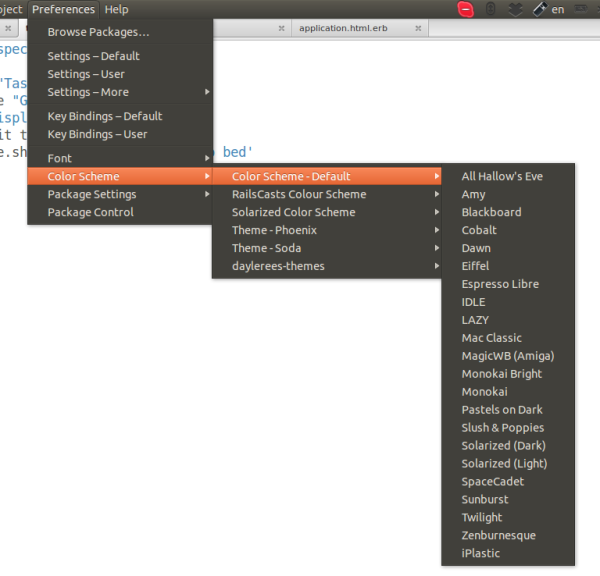 oject Preferences Help en
application.html.erb
spec
"Tas
e "G
ispl
it t
e.sh
bed'
Browse Packages…
Settings – Default
Settings – User
Settings – More
Key Bindings – Default
Key Bindings – User
Font
Color Scheme
Package Settings
Package Control
Color Scheme - Default
RailsCasts Colour Scheme
Solarized Color Scheme
Theme - Phoenix
Theme - Soda
daylerees-themes
All Hallow's Eve
Amy
Blackboard
Cobalt
Dawn
Eiffel
Espresso Libre
IDLE
LAZY
Mac Classic
MagicWB (Amiga)
Monokai Bright
Monokai
Pastels on Dark
Slush & Poppies
Solarized (Dark)
Solarized (Light)
SpaceCadet
Sunburst
Twilight
Zenburnesque
iPlastic